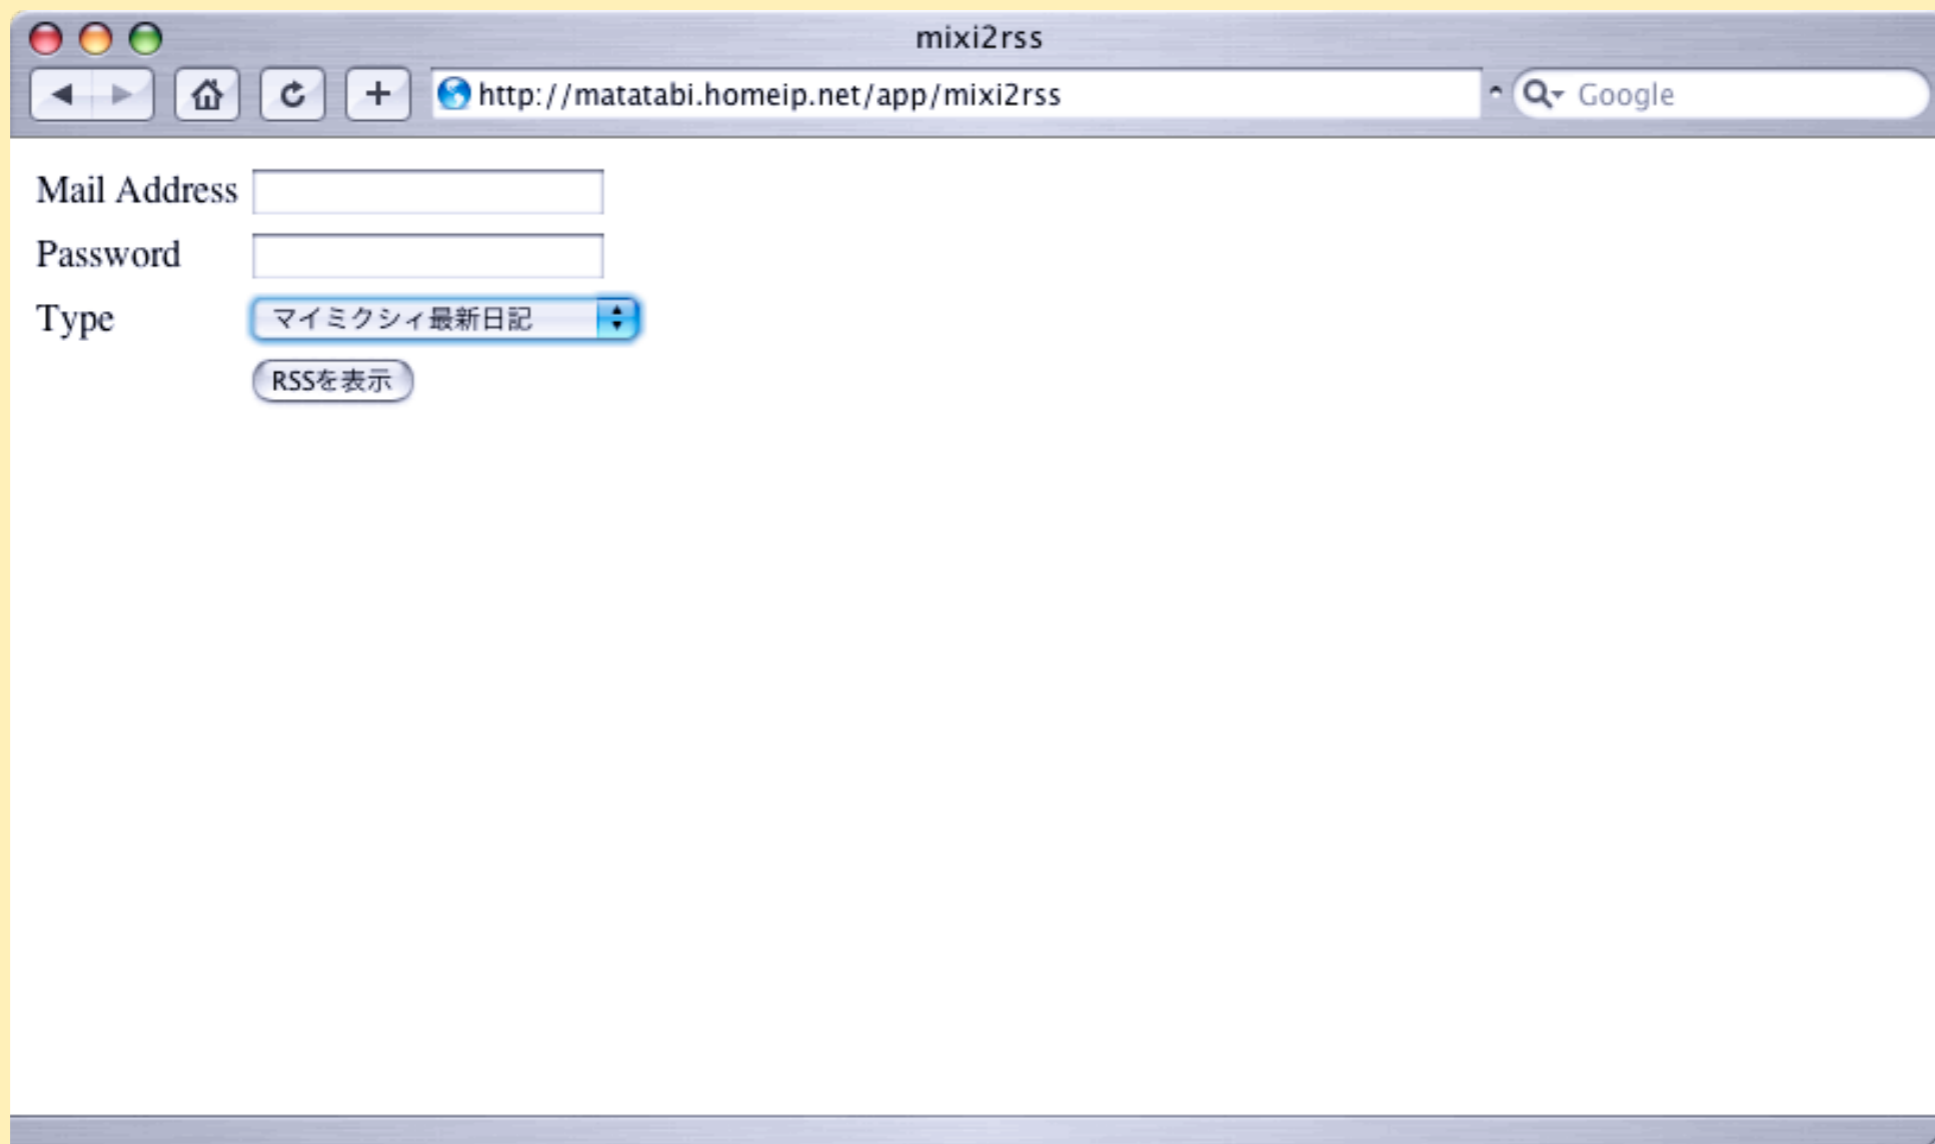 mixi2rss
http://matatabi.homeip.net/app/mixi2rss
Google
Mail Address
Password
Type マイミクシィ最新日記
RSSを表示